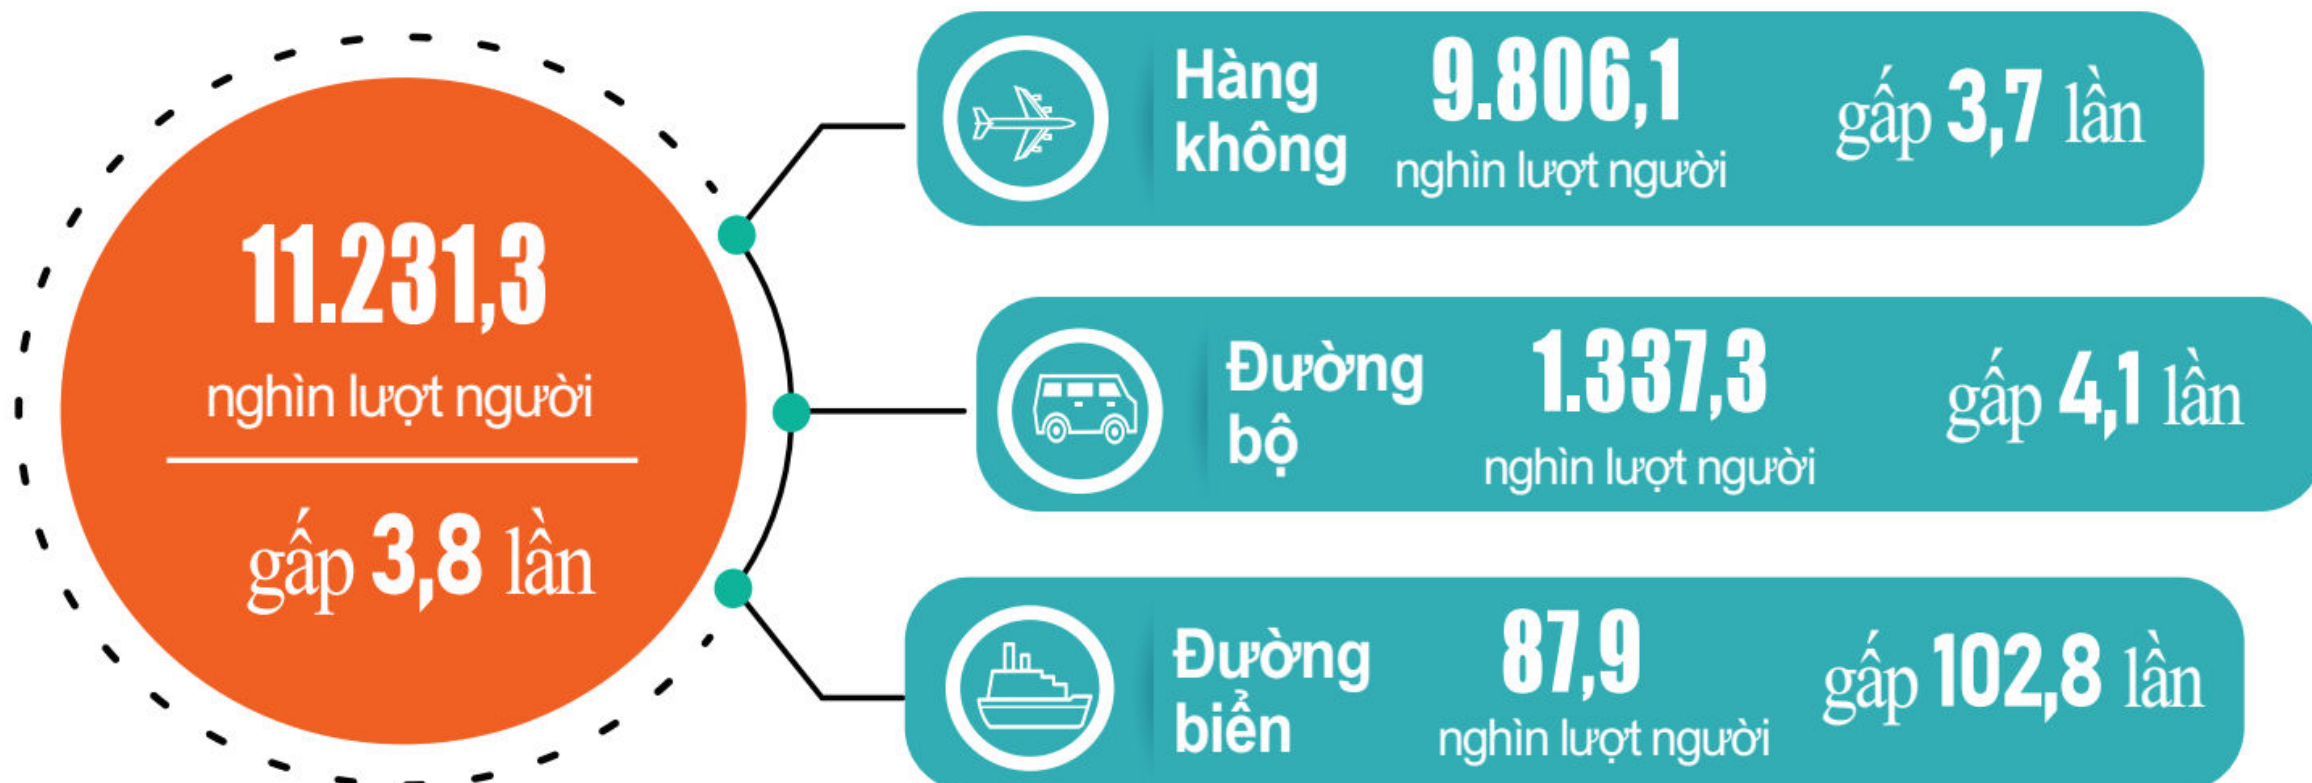 11.231,3
nghìn lượt người
gấp 3,8 lần
Hàng
không
9.806,1
nghìn lượt người
gấp 3,7 lần
Đường
bộ
1.337,3
nghìn lượt người
gấp 4,1 lần
Đường
biển
87,9
nghìn lượt người
gấp 102,8 lần